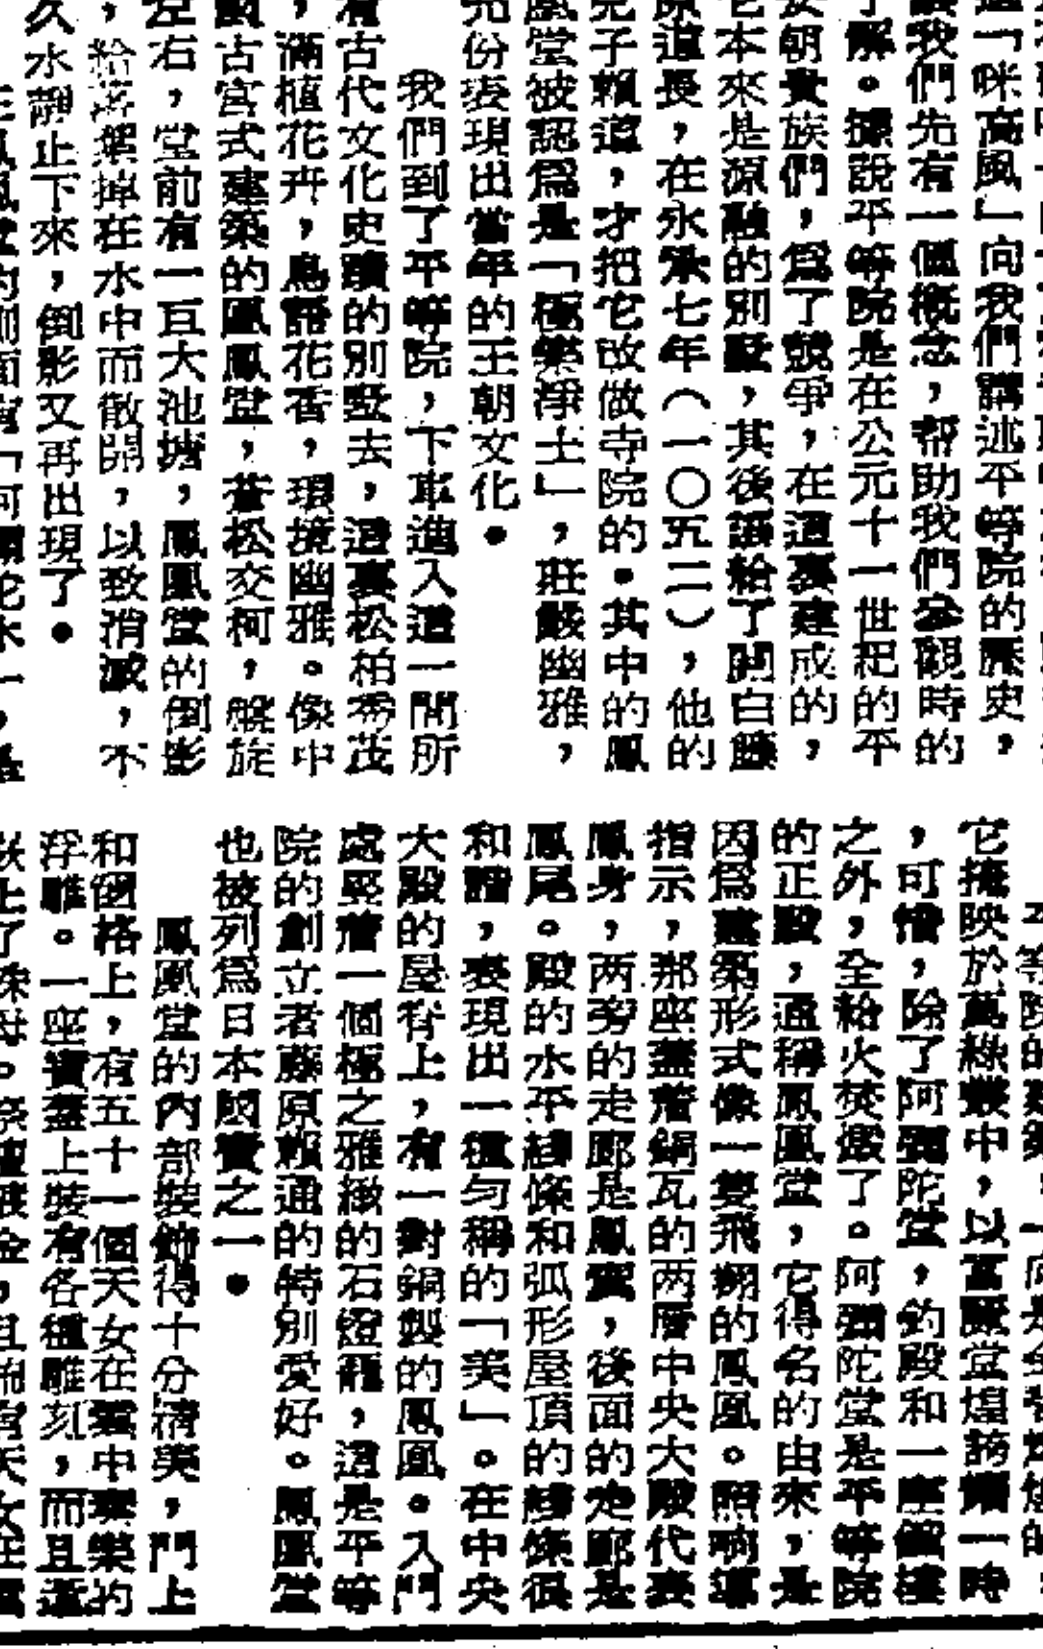 這「咪高風」向我們講述平等院的歷史，
讓我們先有一個概念，帮助我們參觀時的
了解。據說平等院是在公元十一世紀的平
安朝貴族們，爲了競爭，在這裏建成的，
它本來是源融的別墅，其後讓給了關白藤
原道長，在永承七年（一〇五二），他的
兒子賴道，才把它改做寺院的。其中的鳳
凰堂被認爲是「極樂淨土」，莊嚴幽雅，
充份表現出當年的王朝文化。
我們到了平等院，下車進入這一間所
有古代文化史蹟的別墅去，這裏松柏秀茂
，滿植花卉，鳥語花香，環境幽雅。像中
國古宮式建築的鳳凰堂，蒼松交柯，盤旋
左右，堂前有一巨大池塘，鳳凰堂的倒影
，給落葉掉在水中而散開，以致消滅，不
久水靜止下來，倒影又再出現了。
它掩映於萬綠叢中，以富麗堂煌誇耀一時
，可惜，除了阿彌陀堂，釣殿和一座鐘樓
之外，全給火焚燬了。阿彌陀堂是平等院
的正殿，通稱鳳凰堂，它得名的由來，是
因爲建築形式像一隻飛翔的鳳凰。照嚮導
指示，那座蓋着銅瓦的两層中央大殿代表
鳳身，两旁的走廊是鳳翼，後面的走廊是
鳳尾。殿的水平綫條和弧形屋頂的綫條很
和諧，表現出一種勻稱的「美」。在中央
大殿的屋脊上，有一對銅製的鳳凰。入門
處竪着一個極之雅緻的石燈籠，這是平等
院的創立者藤原賴通的特別愛好。鳳凰堂
也被列爲日本國寶之一。
鳳凰堂的內部裝飾得十分清美，門上
和窗格上，有五十一個天女在雲中奏樂的
浮雕。一座寶蓋上裝有各種雕刻，而且還